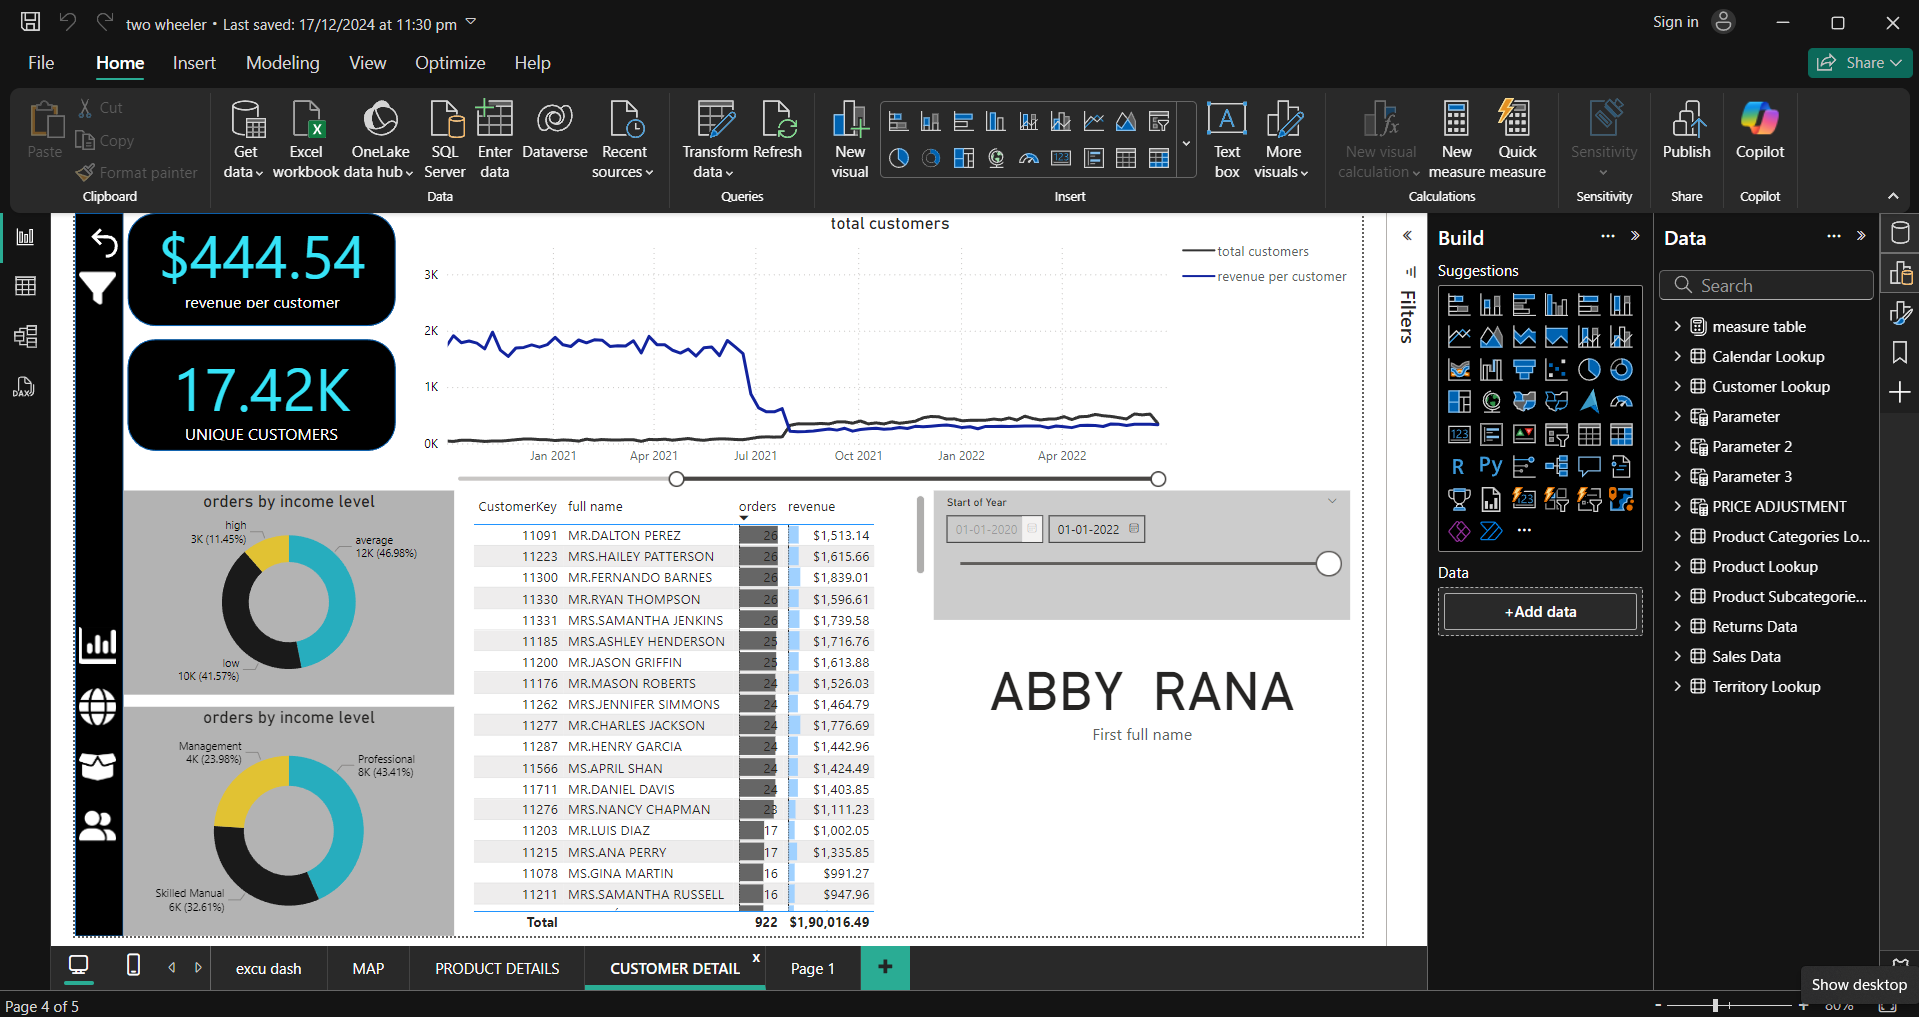 two wheeler • Last saved: 17/12/2024 at 11:30 pm
Sign in
File Home Insert Modeling View Optimize Help
Share
Paste
Cut
Copy
Format painter
Clipboard
Get data
Excel workbook
OneLake data hub
SQL Server
Enter data
Dataverse
Recent sources
Data
Transform data
Refresh
Queries
New visual
Text box
More visuals
Insert
New visual calculation
New measure
Quick measure
Calculations
Sensitivity
Sensitivity
Publish
Share
Copilot
Copilot
$444.54
revenue per customer
17.42K
UNIQUE CUSTOMERS
total customers
total customers
revenue per customer
3K
2K
1K
0K
Jan 2021 Apr 2021 Jul 2021 Oct 2021 Jan 2022 Apr 2022
orders by income level
high
3K (11.45%)
average
12K (46.98%)
low
10K (41.57%)
orders by income level
Management
4K (23.98%)
Professional
8K (43.41%)
Skilled Manual
6K (32.61%)
CustomerKey full name orders revenue
11091 MR.DALTON PEREZ 26 $1,513.14
11223 MRS.HAILEY PATTERSON 26 $1,615.66
11300 MR.FERNANDO BARNES 26 $1,839.01
11330 MR.RYAN THOMPSON 26 $1,596.61
11331 MRS.SAMANTHA JENKINS 26 $1,739.58
11185 MRS.ASHLEY HENDERSON 25 $1,716.76
11200 MR.JASON GRIFFIN 25 $1,613.88
11176 MR.MASON ROBERTS 24 $1,526.03
11262 MRS.JENNIFER SIMMONS 24 $1,464.79
11277 MR.CHARLES JACKSON 24 $1,776.69
11287 MR.HENRY GARCIA 24 $1,442.96
11566 MS.APRIL SHAN 24 $1,424.49
11711 MR.DANIEL DAVIS 24 $1,403.85
11276 MRS.NANCY CHAPMAN 23 $1,111.23
11203 MR.LUIS DIAZ 17 $1,002.05
11215 MRS.ANA PERRY 17 $1,335.85
11078 MS.GINA MARTIN 16 $991.27
11211 MRS.SAMANTHA RUSSELL 16 $947.96
Total 922 $1,90,016.49
Start of Year
01-01-2020 01-01-2022
ABBY RANA
First full name
Filters
Build
Suggestions
R Py
123
Data
+Add data
Data
Search
measure table
Calendar Lookup
Customer Lookup
Parameter
Parameter 2
Parameter 3
PRICE ADJUSTMENT
Product Categories Lo...
Product Lookup
Product Subcategorie...
Returns Data
Sales Data
Territory Lookup
DAX
excu dash MAP PRODUCT DETAILS CUSTOMER DETAIL x Page 1 +
Page 4 of 5
Show desktop
80%